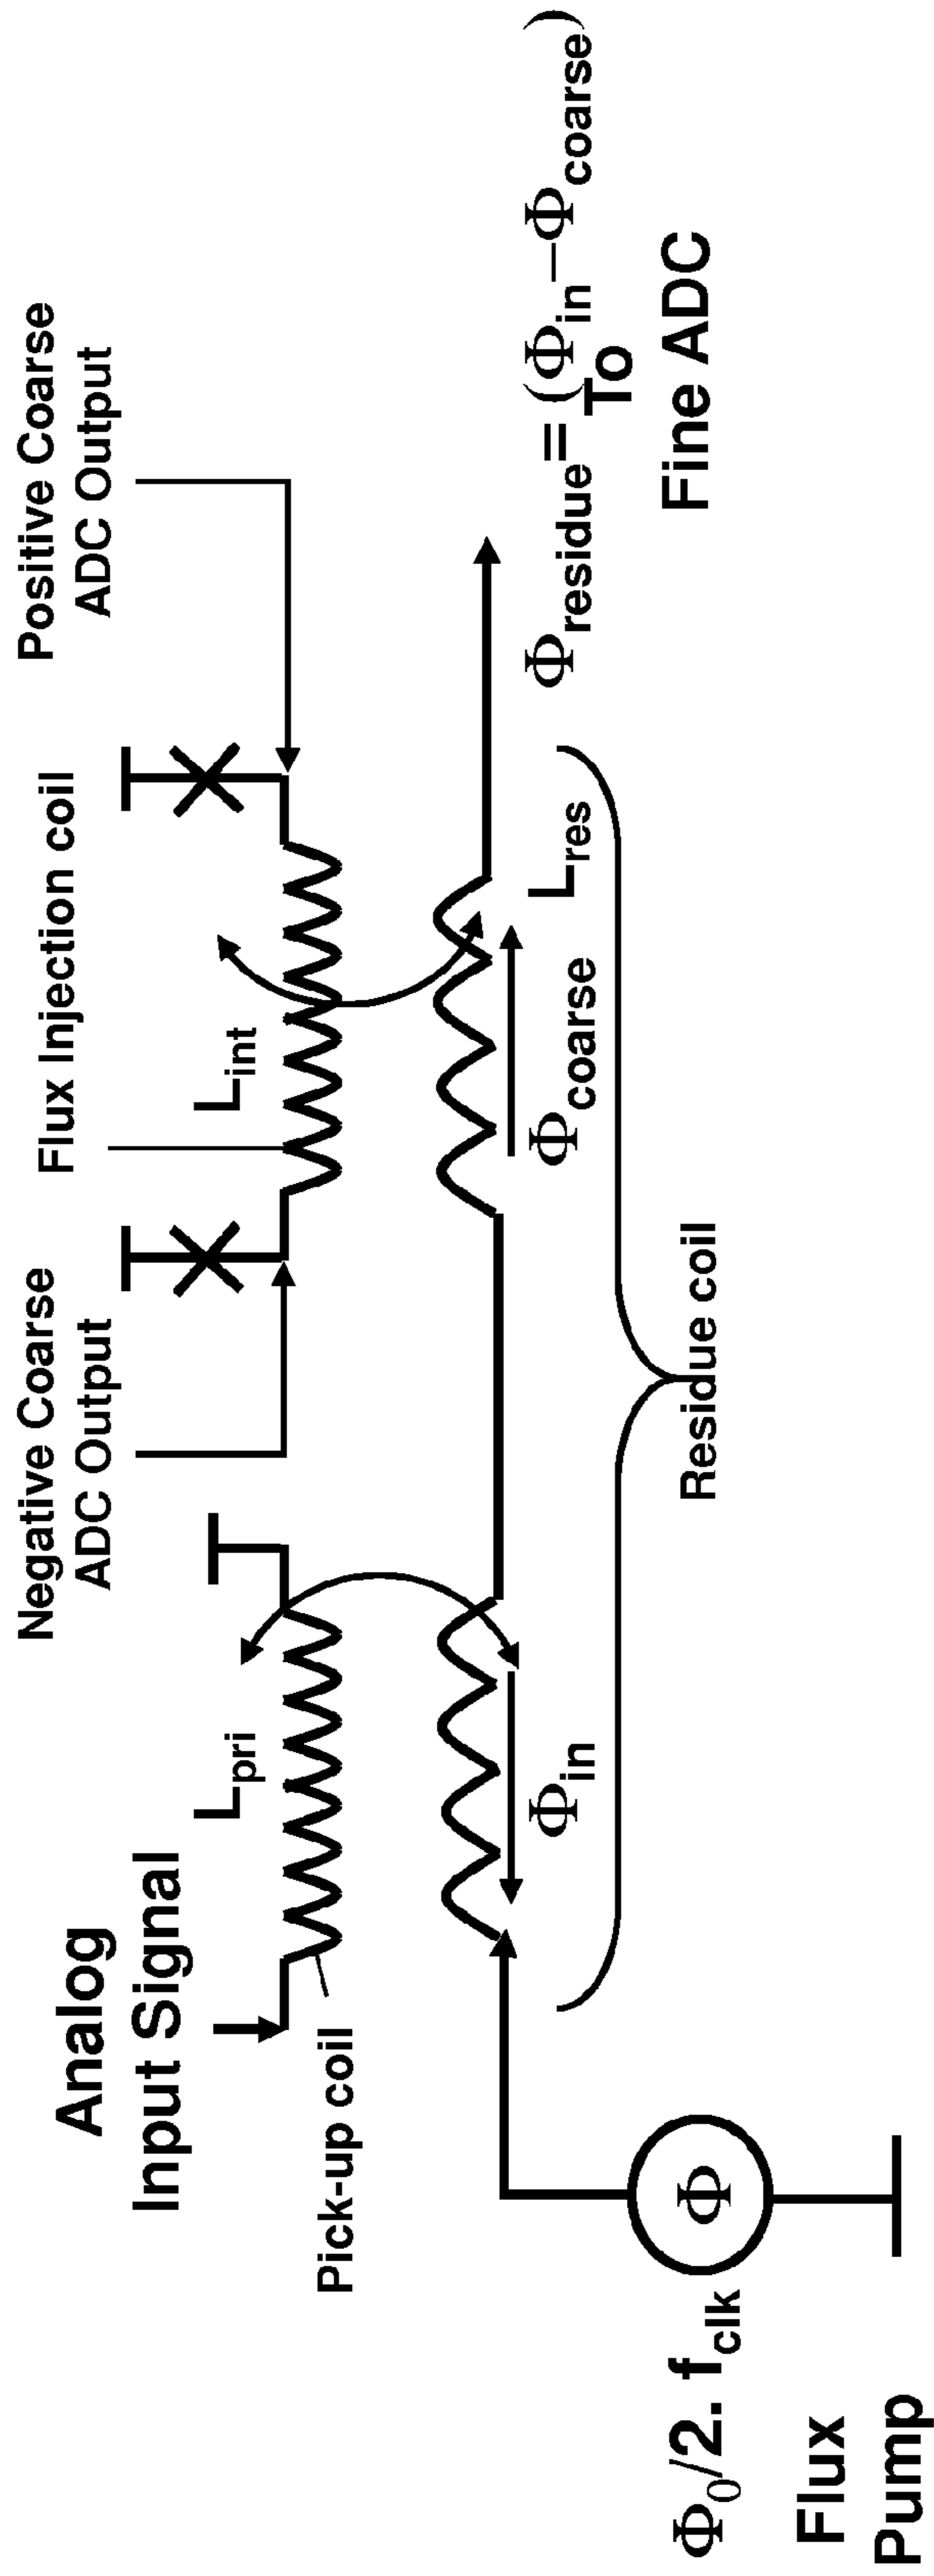 Analog
Input Signal
Negative Coarse
ADC Output
Flux Injection coil
Positive Coarse
ADC Output
Pick-up coil
L_pri
L_int
Φ_in
Φ_coarse
L_res
Φ_residue = (Φ_in − Φ_coarse)
To
Fine ADC
Residue coil
Φ
Φ_0/2. f_clk
Flux
Pump